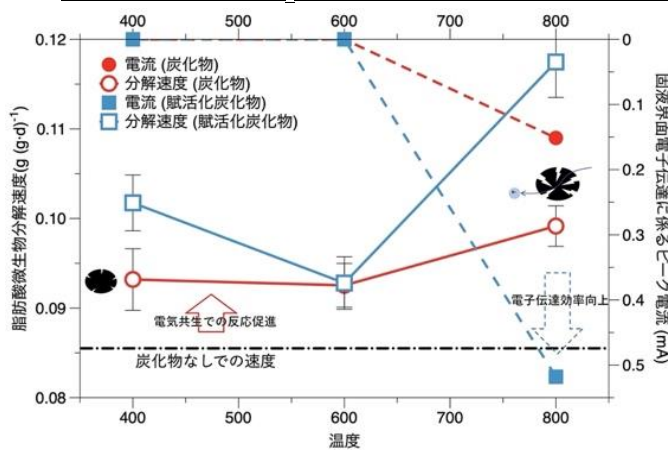 400 500 600 700 800
0.12
0.11
0.10
0.09
0.08
脂肪酸微生物分解速度(g (g·d)⁻¹)
電流 (炭化物)
分解速度 (炭化物)
電流 (賦活化炭化物)
分解速度 (賦活化炭化物)
電気共生での反応促進
炭化物なしでの速度
電子伝達効率向上
0
0.1
0.2
0.3
0.4
0.5
固液界面電子伝達に係るピーク電流 (mA)
400 500 600 700 800
温度